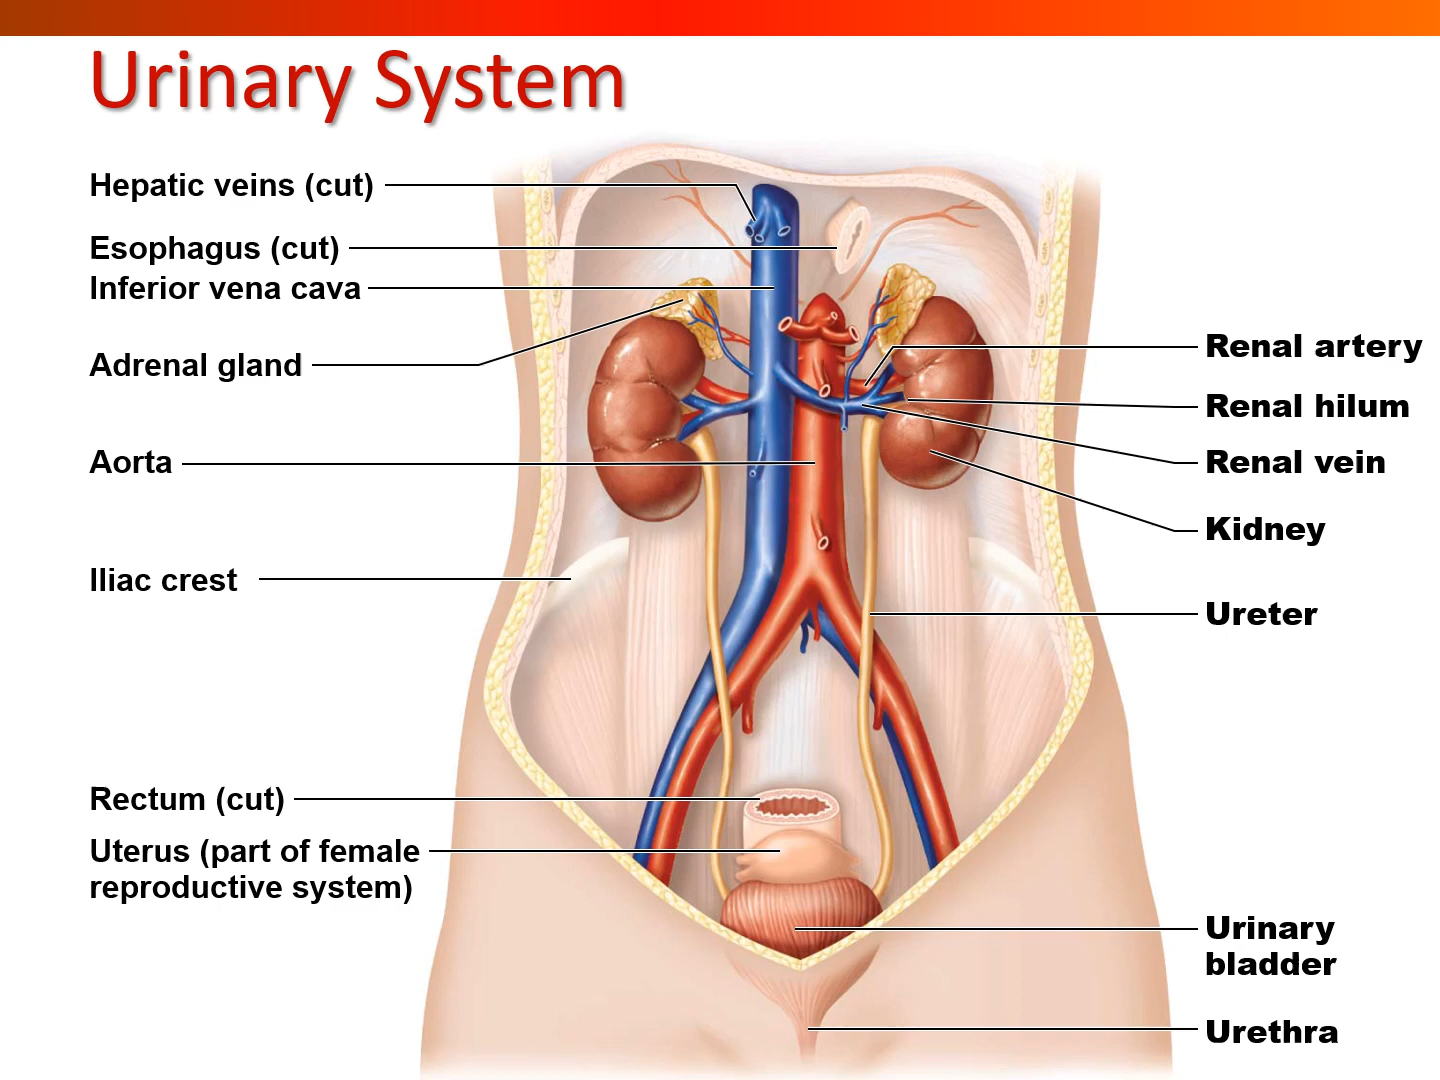 Urinary System
Hepatic veins (cut)
Esophagus (cut)
Inferior vena cava
Adrenal gland
Aorta
Iliac crest
Rectum (cut)
Uterus (part of female
reproductive system)
Renal artery
Renal hilum
Renal vein
Kidney
Ureter
Urinary
bladder
Urethra